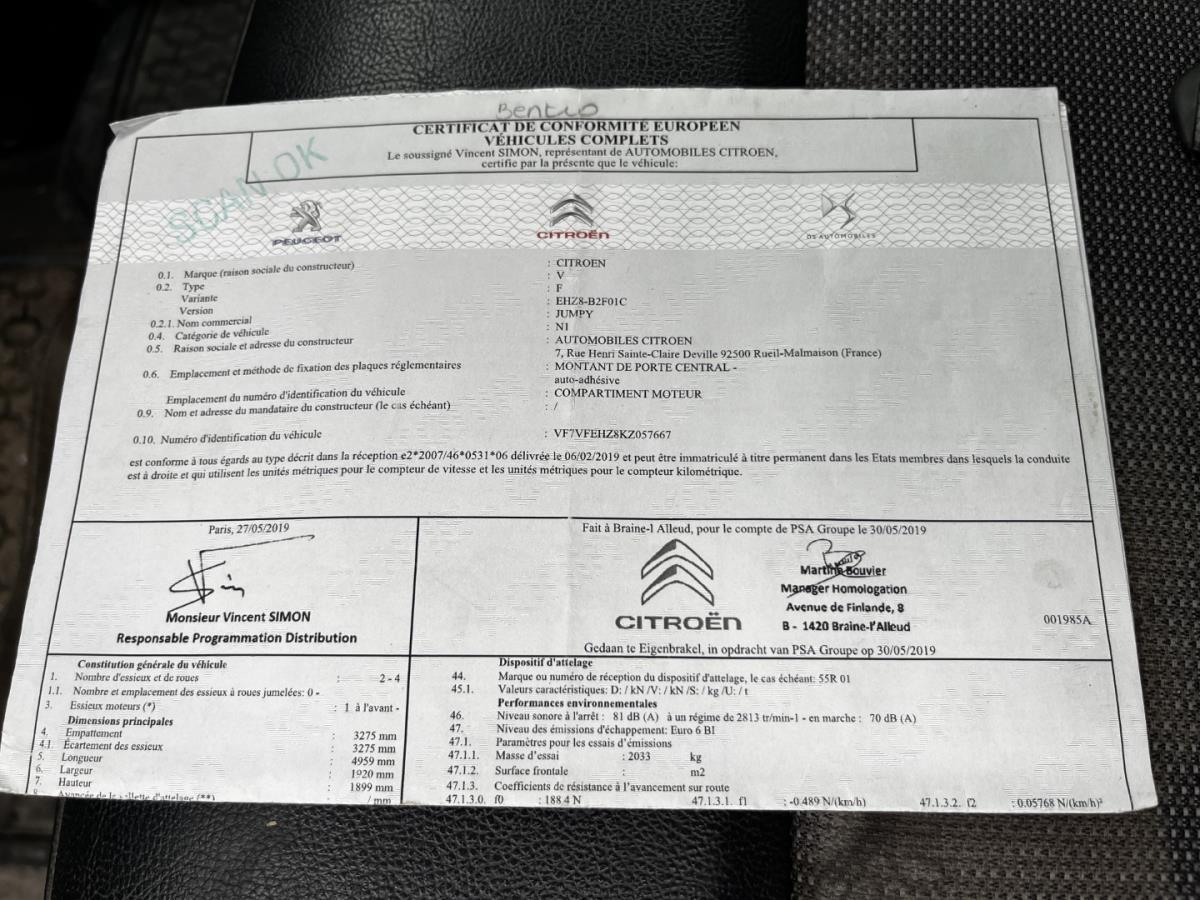 Bentlo
CERTIFICAT DE CONFORMITE EUROPEEN
VÉHICULES COMPLETS
Le soussigné Vincent SIMON, représentant de AUTOMOBILES CITROEN,
certifie par la présente que le véhicule:
SCAN OK
PEUGEOT
CITROËN
DS AUTOMOBILES
0.1. Marque (raison sociale du constructeur) : CITROEN
0.2. Type : V
Variante : F
Version : EHZ8-B2F01C
0.2.1. Nom commercial : JUMPY
0.4. Catégorie de véhicule : N1
0.5. Raison sociale et adresse du constructeur : AUTOMOBILES CITROEN
7, Rue Henri Sainte-Claire Deville 92500 Rueil-Malmaison (France)
0.6. Emplacement et méthode de fixation des plaques réglementaires : MONTANT DE PORTE CENTRAL -
auto-adhésive
Emplacement du numéro d'identification du véhicule : COMPARTIMENT MOTEUR
0.9. Nom et adresse du mandataire du constructeur (le cas échéant) : /
0.10. Numéro d'identification du véhicule : VF7VFEHZ8KZ057667
est conforme à tous égards au type décrit dans la réception e2*2007/46*0531*06 délivrée le 06/02/2019 et peut être immatriculé à titre permanent dans les Etats membres dans lesquels la conduite
est à droite et qui utilisent les unités métriques pour le compteur de vitesse et les unités métriques pour le compteur kilométrique.
Paris, 27/05/2019
Monsieur Vincent SIMON
Responsable Programmation Distribution
Fait à Braine-l Alleud, pour le compte de PSA Groupe le 30/05/2019
CITROËN
Martine Bouvier
Manager Homologation
Avenue de Finlande, 8
B - 1420 Braine-l'Alleud
001985A
Gedaan te Eigenbrakel, in opdracht van PSA Groupe op 30/05/2019
Constitution générale du véhicule
1. Nombre d'essieux et de roues : 2 - 4
1.1. Nombre et emplacement des essieux à roues jumelées: 0 -
3. Essieux moteurs (*) : 1 à l'avant -
Dimensions principales
4. Empattement : 3275 mm
4.1. Écartement des essieux : 3275 mm
5. Longueur : 4959 mm
6. Largeur : 1920 mm
7. Hauteur : 1899 mm
8. Avancée de la sellette d'attelage (**) : / mm
Dispositif d'attelage
44. Marque ou numéro de réception du dispositif d'attelage, le cas échéant: 55R 01
45.1. Valeurs caractéristiques: D: / kN /V: / kN /S: / kg /U: / t
Performances environnementales
46. Niveau sonore à l'arrêt : 81 dB (A) à un régime de 2813 tr/min-1 - en marche : 70 dB (A)
47. Niveau des émissions d'échappement: Euro 6 BI
47.1. Paramètres pour les essais d'émissions
47.1.1. Masse d'essai : 2033 kg
47.1.2. Surface frontale : m2
47.1.3. Coefficients de résistance à l'avancement sur route
47.1.3.0. f0 : 188.4 N 47.1.3.1. f1 : -0.489 N/(km/h) 47.1.3.2. f2 : 0.05768 N/(km/h)²